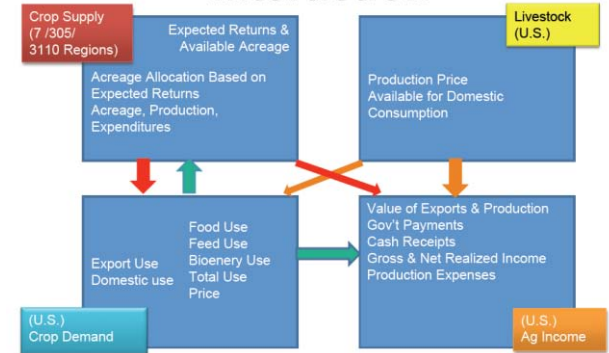 Crop Supply
(7 /305/
3110 Regions)
Expected Returns &
Available Acreage
Acreage Allocation Based on
Expected Returns
Acreage, Production,
Expenditures
Livestock
(U.S.)
Production Price
Available for Domestic
Consumption
Export Use
Domestic use
Food Use
Feed Use
Bioenery Use
Total Use
Price
(U.S.)
Crop Demand
Value of Exports & Production
Gov't Payments
Cash Receipts
Gross & Net Realized Income
Production Expenses
(U.S.)
Ag Income